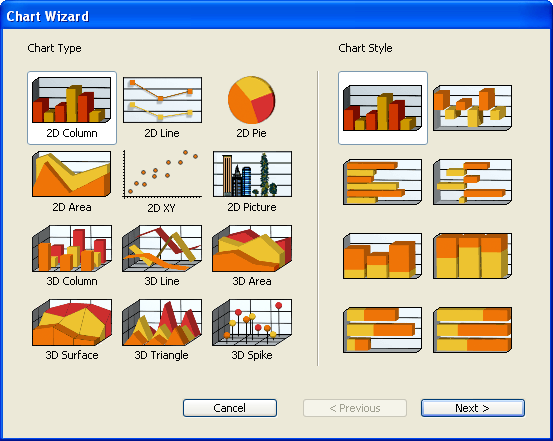 Chart Wizard
Chart Type
Chart Style
2D Column
2D Line
2D Pie
2D Area
2D XY
2D Picture
3D Column
3D Line
3D Area
3D Surface
3D Triangle
3D Spike
Cancel
< Previous
Next >